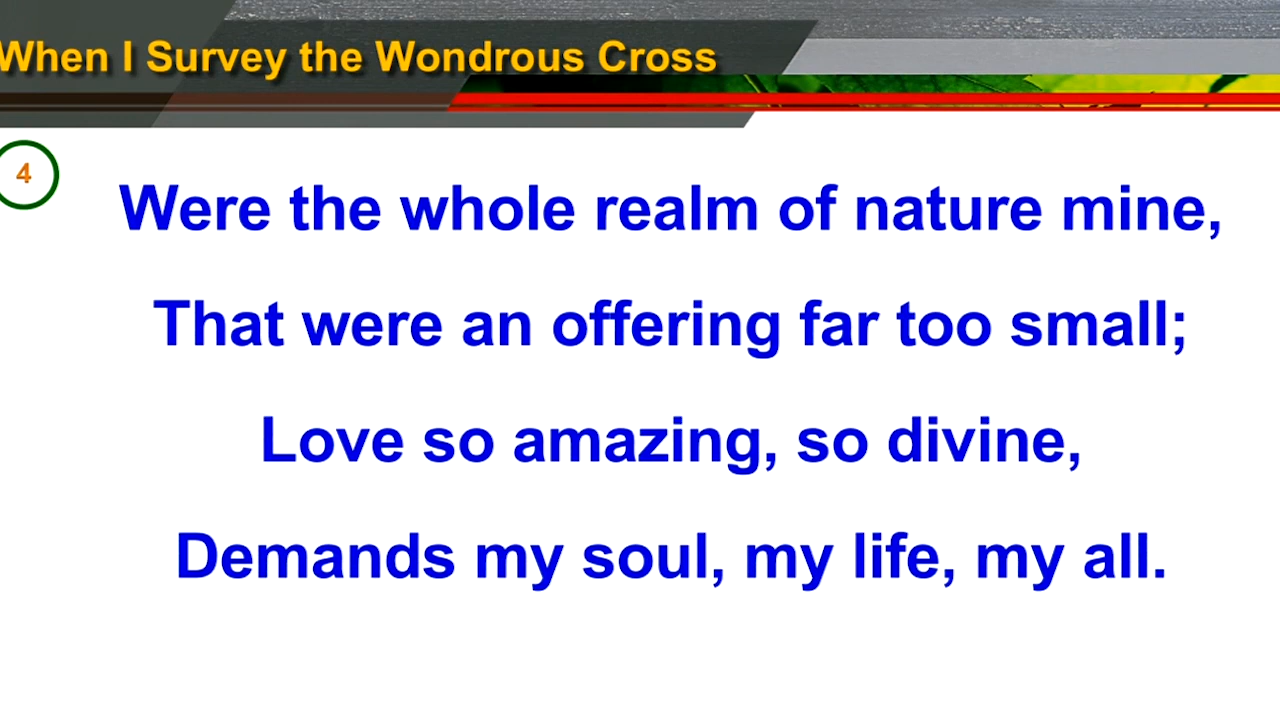 When I Survey the Wondrous Cross
4
Were the whole realm of nature mine,
That were an offering far too small;
Love so amazing, so divine,
Demands my soul, my life, my all.